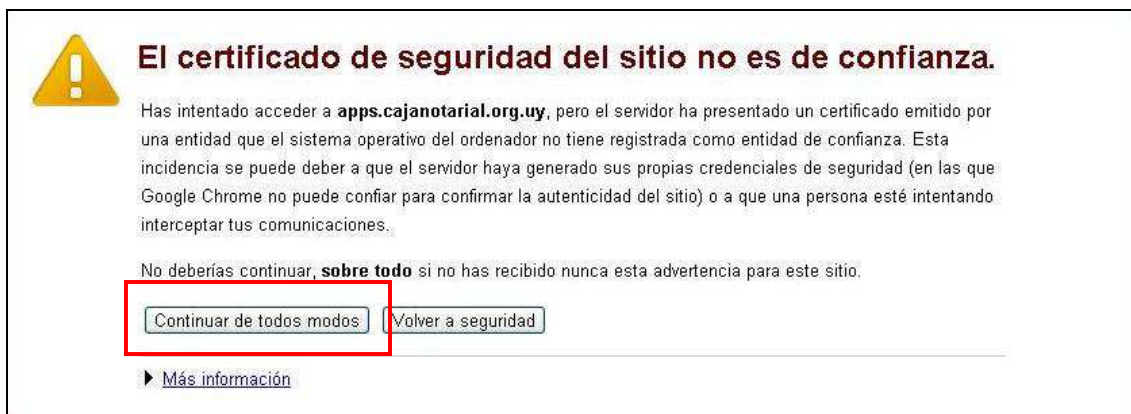 El certificado de seguridad del sitio no es de confianza.
Has intentado acceder a apps.cajanotarial.org.uy, pero el servidor ha presentado un certificado emitido por
una entidad que el sistema operativo del ordenador no tiene registrada como entidad de confianza. Esta
incidencia se puede deber a que el servidor haya generado sus propias credenciales de seguridad (en las que
Google Chrome no puede confiar para confirmar la autenticidad del sitio) o a que una persona esté intentando
interceptar tus comunicaciones.
No deberías continuar, sobre todo si no has recibido nunca esta advertencia para este sitio.
Continuar de todos modos Volver a seguridad
Más información